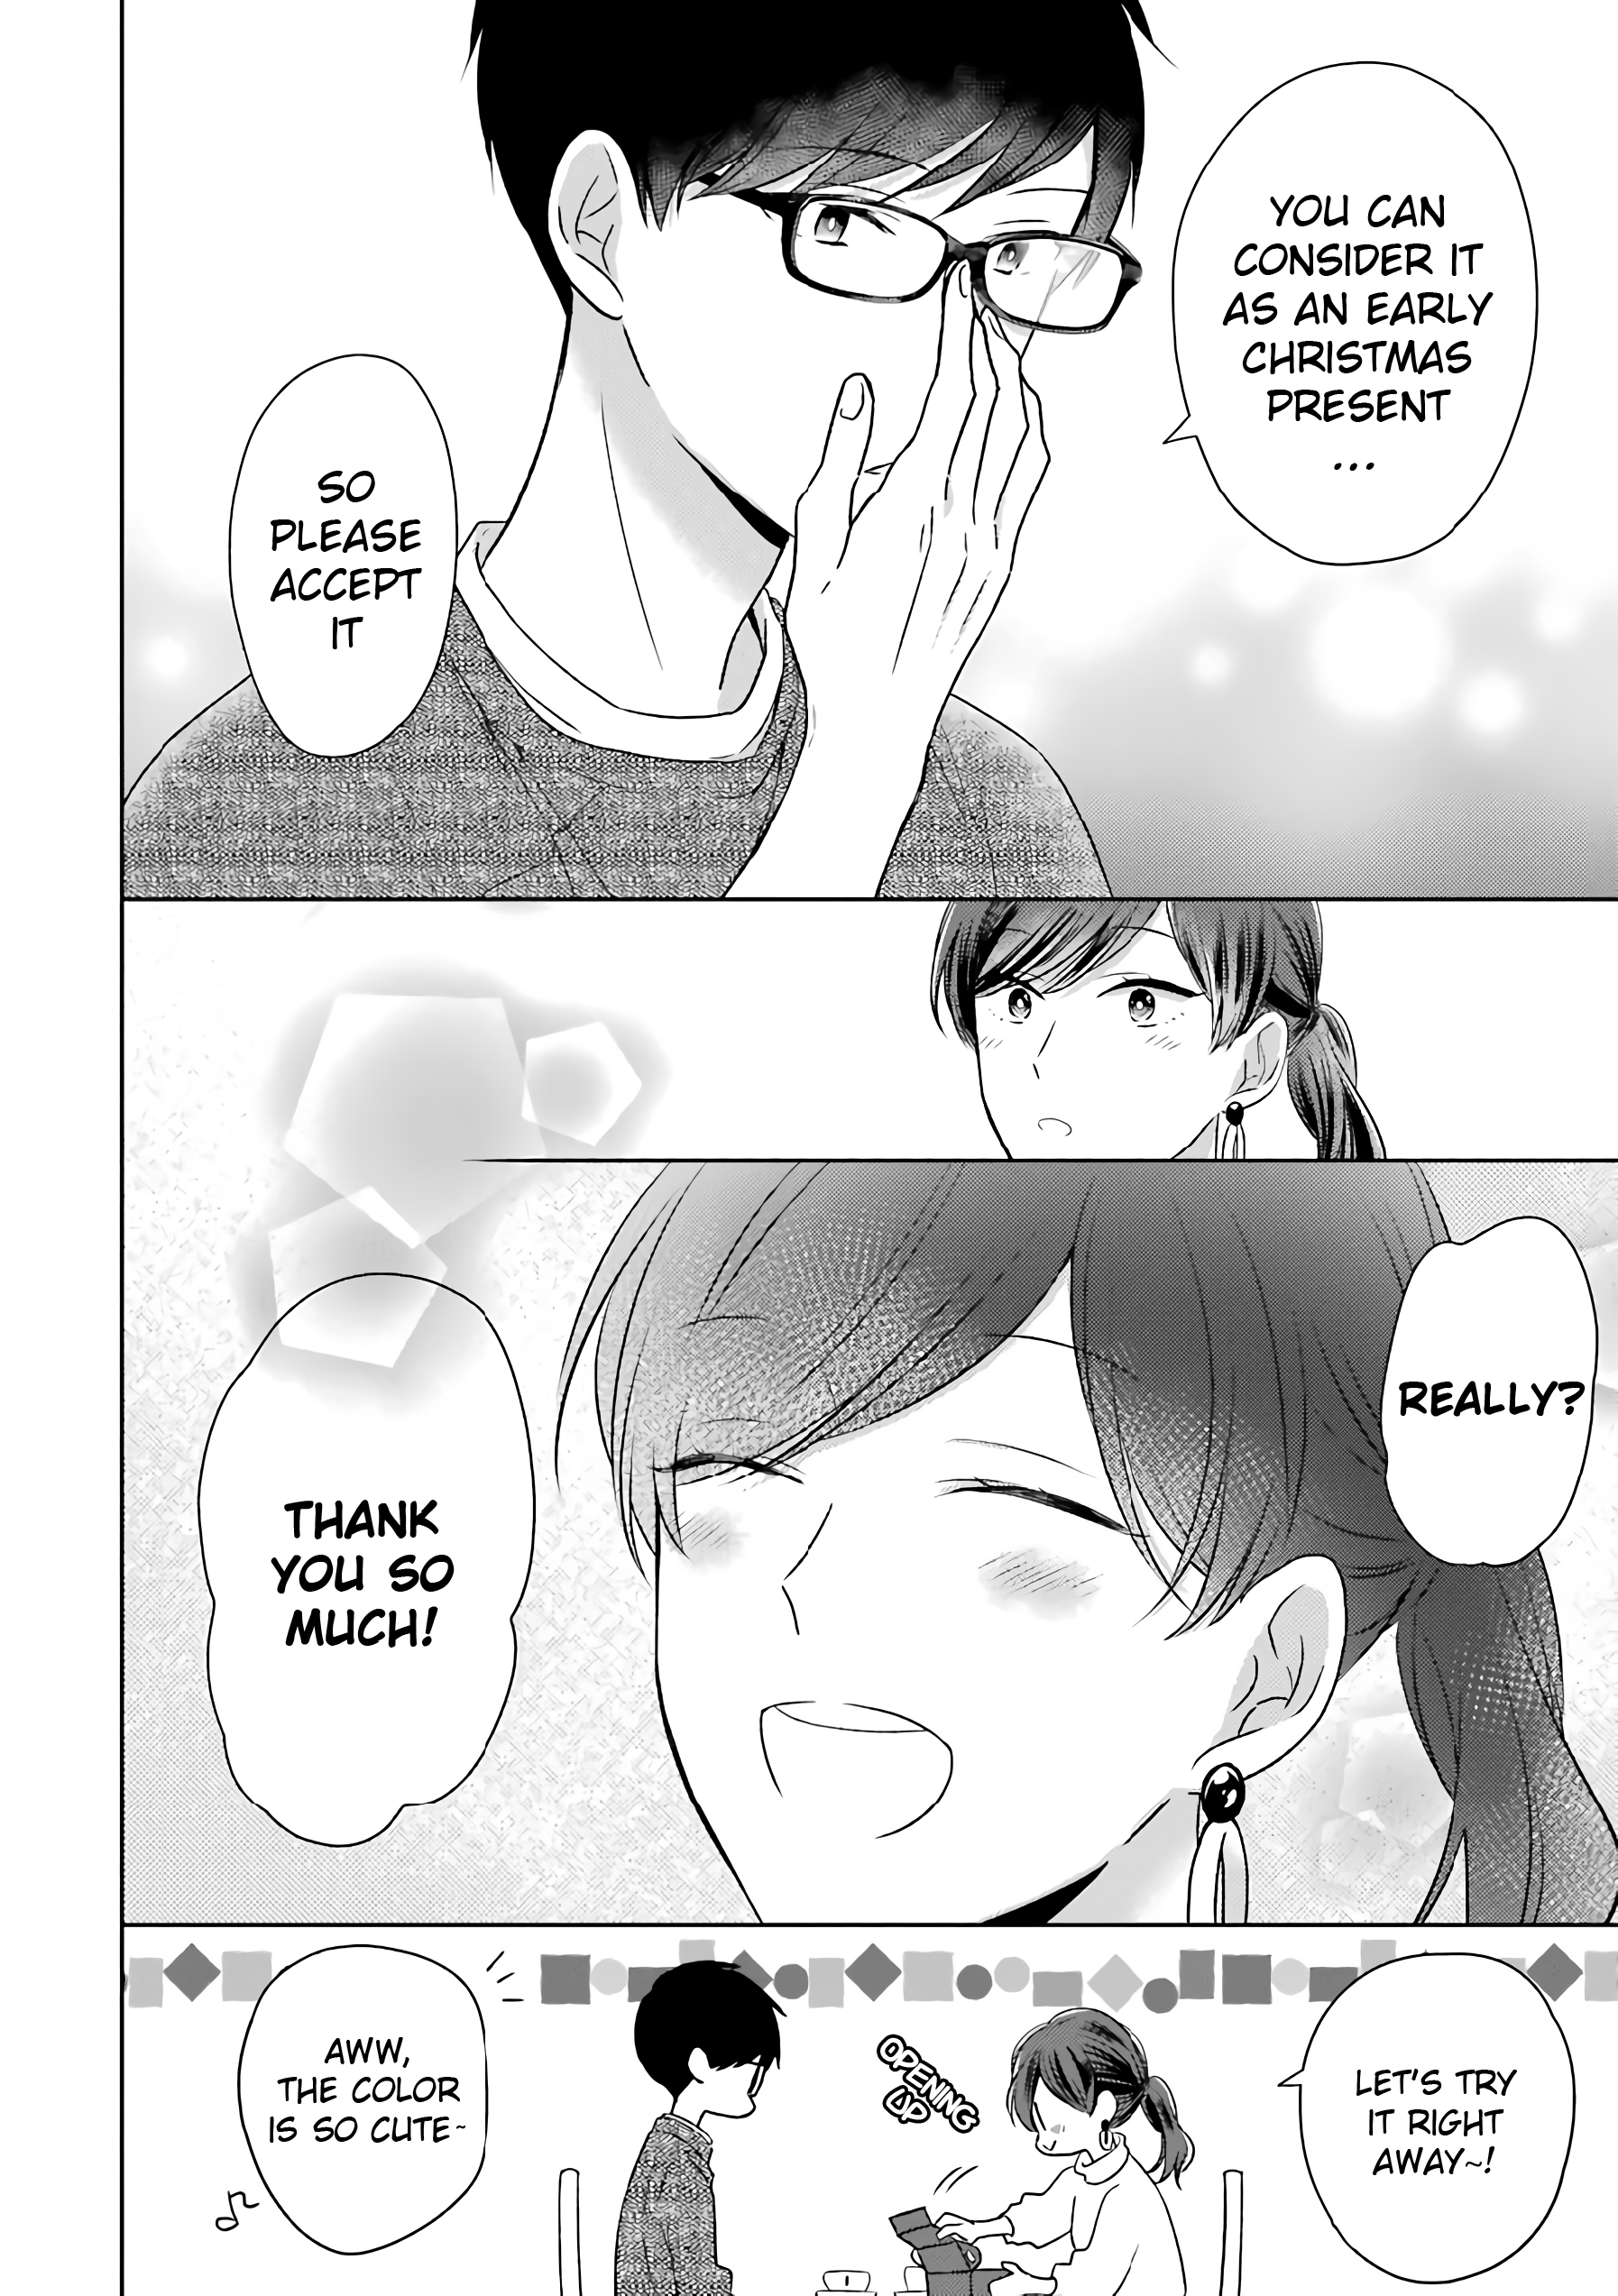 YOU CAN
CONSIDER IT
AS AN EARLY
CHRISTMAS
PRESENT
...
SO
PLEASE
ACCEPT
IT
REALLY?
THANK
YOU SO
MUCH!
LET'S TRY
IT RIGHT
AWAY~!
OPENING
UP
AWW,
THE COLOR
IS SO CUTE~